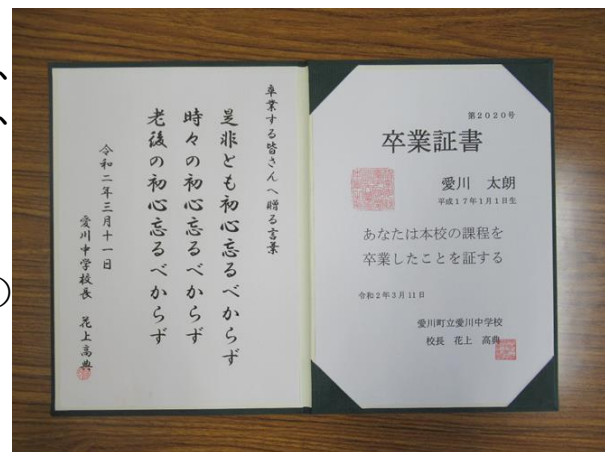 卒業する皆さんへ贈る言葉
是非とも初心忘るべからず
時々の初心忘るべからず
老後の初心忘るべからず
令和二年三月十一日
愛川中学校長 花上高典
第2020号
卒業証書
愛川 太朗
平成17年1月1日生
あなたは本校の課程を
卒業したことを証する
令和2年3月11日
愛川町立愛川中学校
校長 花上 高典